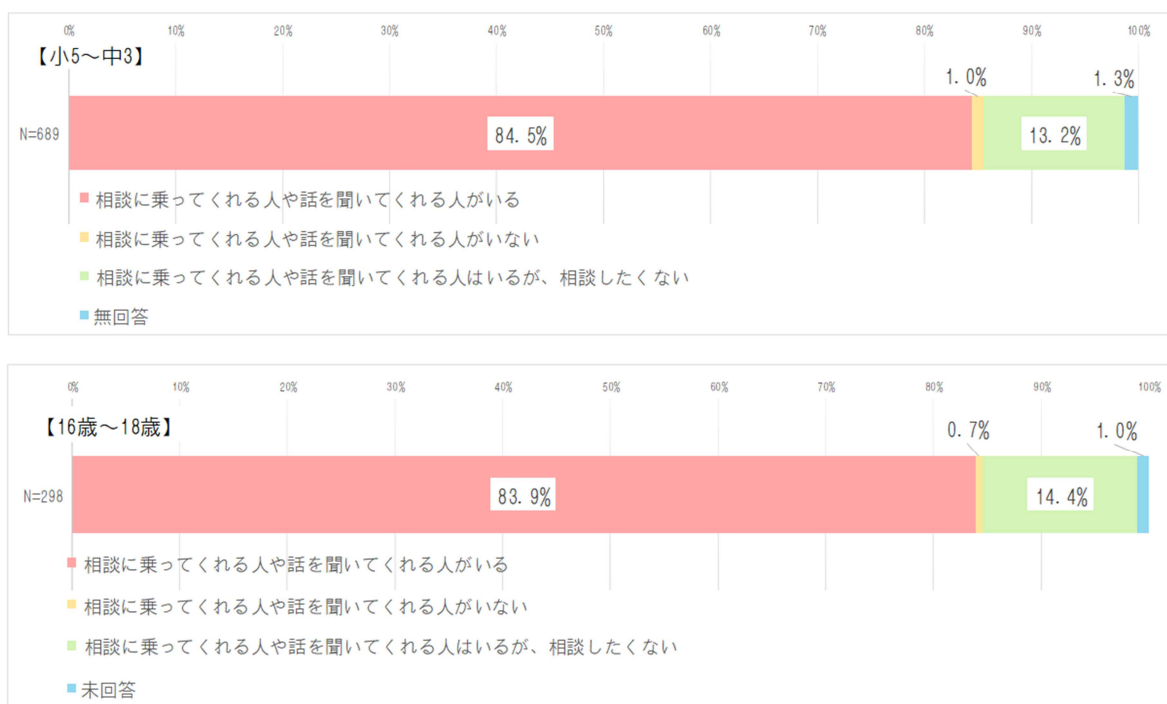 0% 10% 20% 30% 40% 50% 60% 70% 80% 90% 100%
【小5～中3】
1.0% 1.3%
N=689 84.5% 13.2%
相談に乗ってくれる人や話を聞いてくれる人がいる
相談に乗ってくれる人や話を聞いてくれる人がいない
相談に乗ってくれる人や話を聞いてくれる人はいるが、相談したくない
無回答
0% 10% 20% 30% 40% 50% 60% 70% 80% 90% 100%
【16歳～18歳】
0.7% 1.0%
N=298 83.9% 14.4%
相談に乗ってくれる人や話を聞いてくれる人がいる
相談に乗ってくれる人や話を聞いてくれる人がいない
相談に乗ってくれる人や話を聞いてくれる人はいるが、相談したくない
未回答